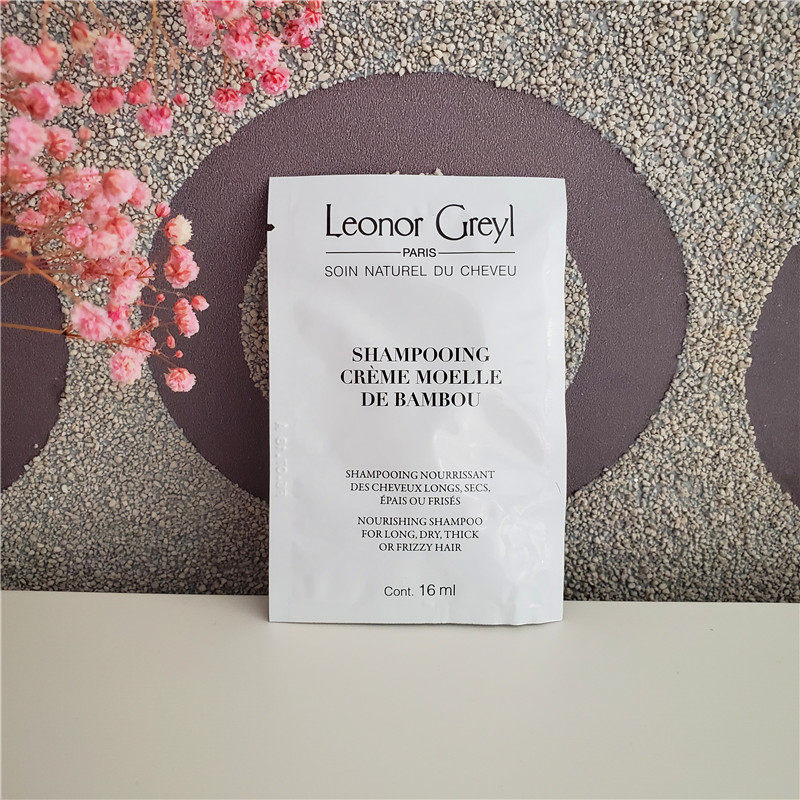 Leonor Greyl
PARIS
SOIN NATUREL DU CHEVEU
SHAMPOOING
CRÈME MOELLE
DE BAMBOU
SHAMPOOING NOURRISSANT
DES CHEVEUX LONGS, SECS,
ÉPAIS OU FRISÉS
NOURISHING SHAMPOO
FOR LONG, DRY, THICK
OR FRIZZY HAIR
Cont. 16 ml